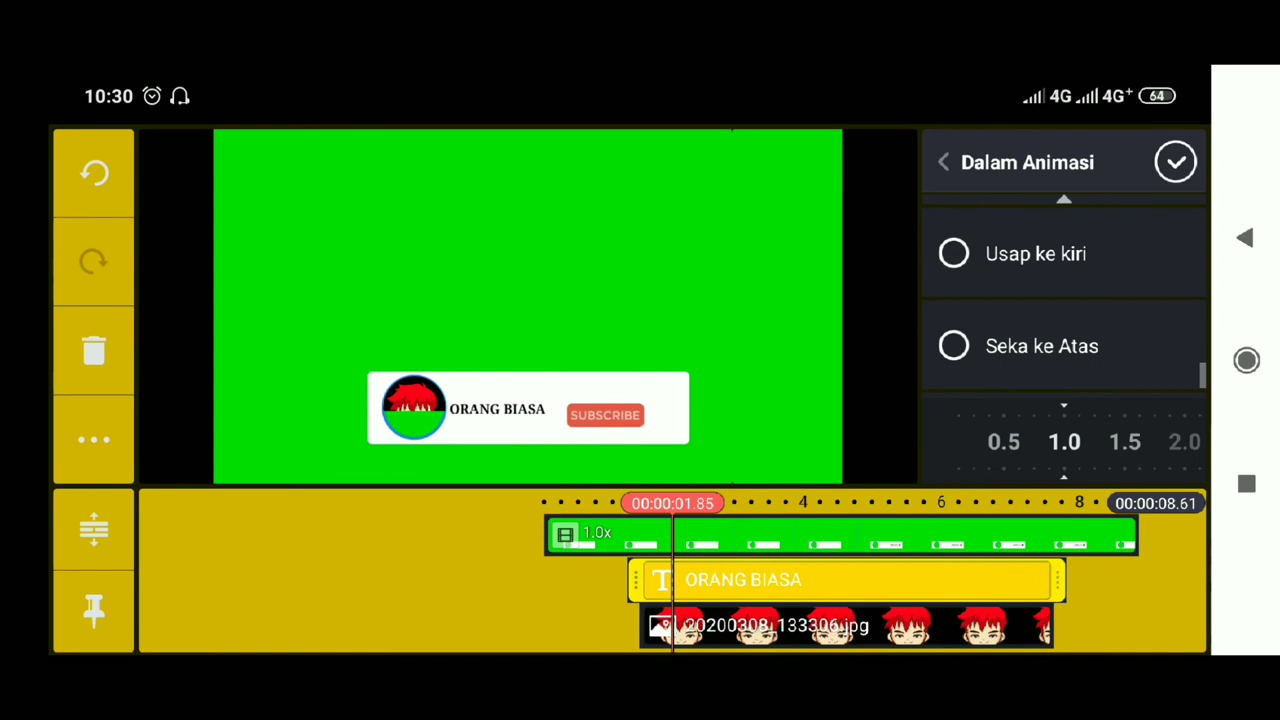 10:30 4G 4G+ 64
Dalam Animasi
Usap ke kiri
Seka ke Atas
0.5 1.0 1.5 2.0
ORANG BIASA SUBSCRIBE
00:00:01.85 4 6 8 00:00:08.61
1.0x
T ORANG BIASA
20200308_133306.jpg